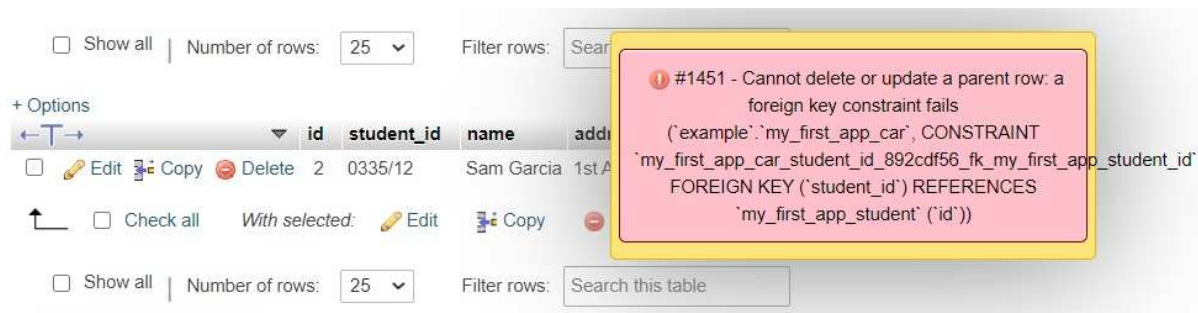 Show all | Number of rows: 25 Filter rows: Sear
#1451 - Cannot delete or update a parent row: a
foreign key constraint fails
(`example`.`my_first_app_car`, CONSTRAINT
`my_first_app_car_student_id_892cdf56_fk_my_first_app_student_id`
FOREIGN KEY (`student_id`) REFERENCES
`my_first_app_student` (`id`))
+ Options
←T→ id student_id name addr
Edit Copy Delete 2 0335/12 Sam Garcia 1st A
Check all With selected: Edit Copy
Show all | Number of rows: 25 Filter rows: Search this table